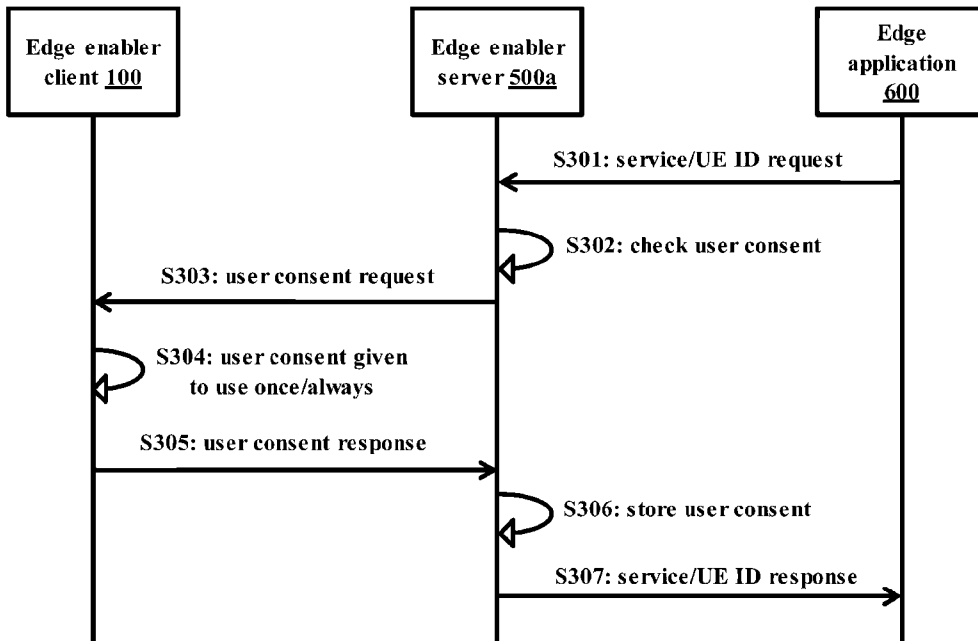 Edge enabler
client 100
Edge enabler
server 500a
Edge
application
600
S301: service/UE ID request
S302: check user consent
S303: user consent request
S304: user consent given
to use once/always
S305: user consent response
S306: store user consent
S307: service/UE ID response